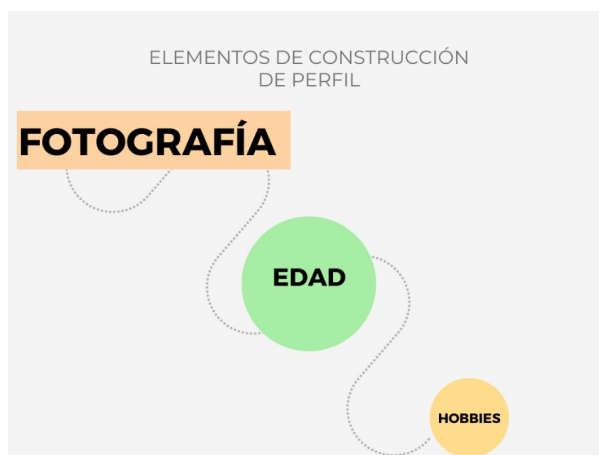 ELEMENTOS DE CONSTRUCCIÓN
DE PERFIL
FOTOGRAFÍA
EDAD
HOBBIES